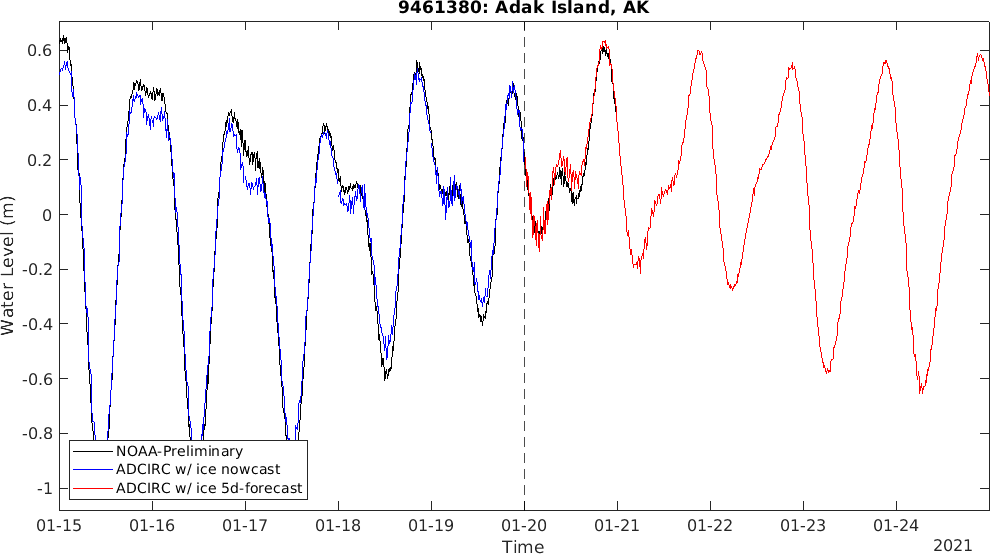 9461380: Adak Island, AK
Water Level (m)
0.6
0.4
0.2
0
-0.2
-0.4
-0.6
-0.8
-1
NOAA-Preliminary
ADCIRC w/ ice nowcast
ADCIRC w/ ice 5d-forecast
01-15 01-16 01-17 01-18 01-19 01-20 01-21 01-22 01-23 01-24
Time
2021